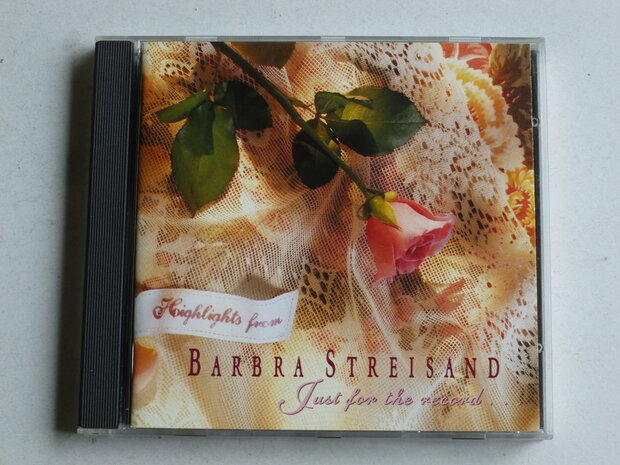 Highlights from
BARBRA STREISAND
Just for the record . . .